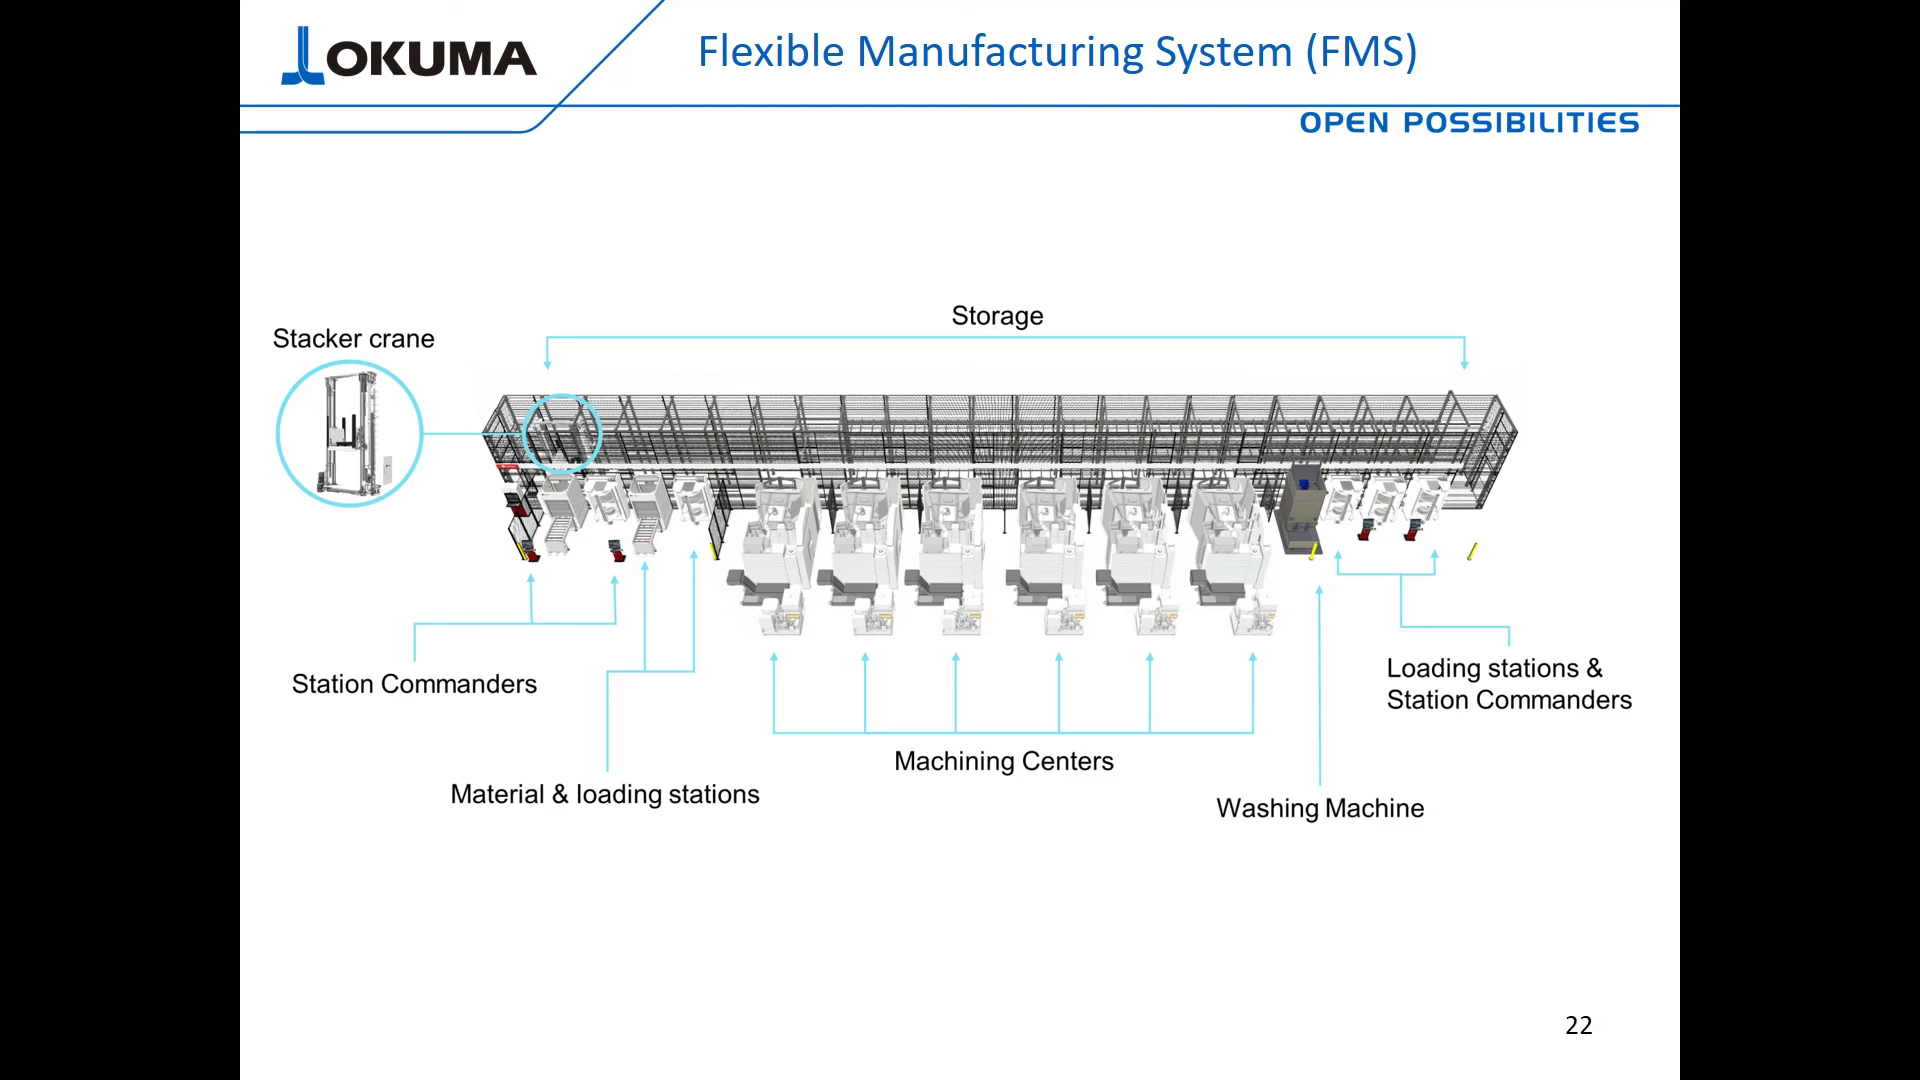 OKUMA
Flexible Manufacturing System (FMS)
OPEN POSSIBILITIES
Storage
Stacker crane
Station Commanders
Material & loading stations
Machining Centers
Washing Machine
Loading stations &
Station Commanders
22